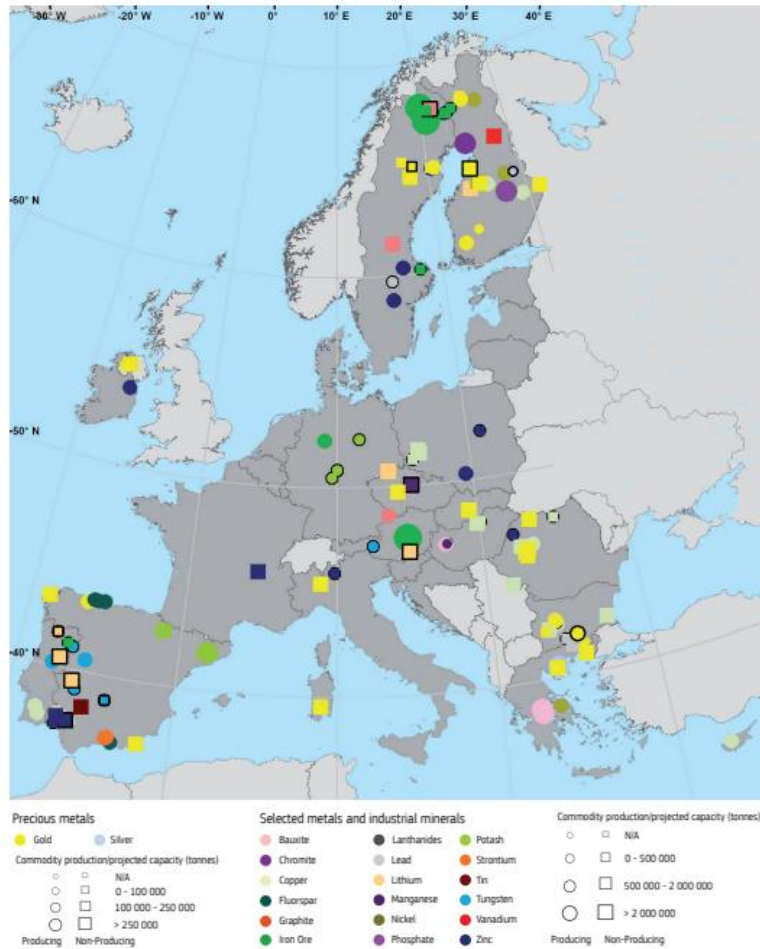 -30° W -20° W 10° W 0° 10° E 20° E 30° E 40° E
60° N
50° N
40° N
Precious metals
Gold Silver
Commodity production/projected capacity (tonnes)
N/A
0 - 100 000
100 000 - 250 000
> 250 000
Producing Non-Producing
Selected metals and industrial minerals
Bauxite Lanthanides Potash
Chromite Lead Strontium
Copper Lithium Tin
Fluorspar Manganese Tungsten
Graphite Nickel Vanadium
Iron Ore Phosphate Zinc
Commodity production/projected capacity (tonnes)
N/A
0 - 500 000
500 000 - 2 000 000
> 2 000 000
Producing Non-Producing